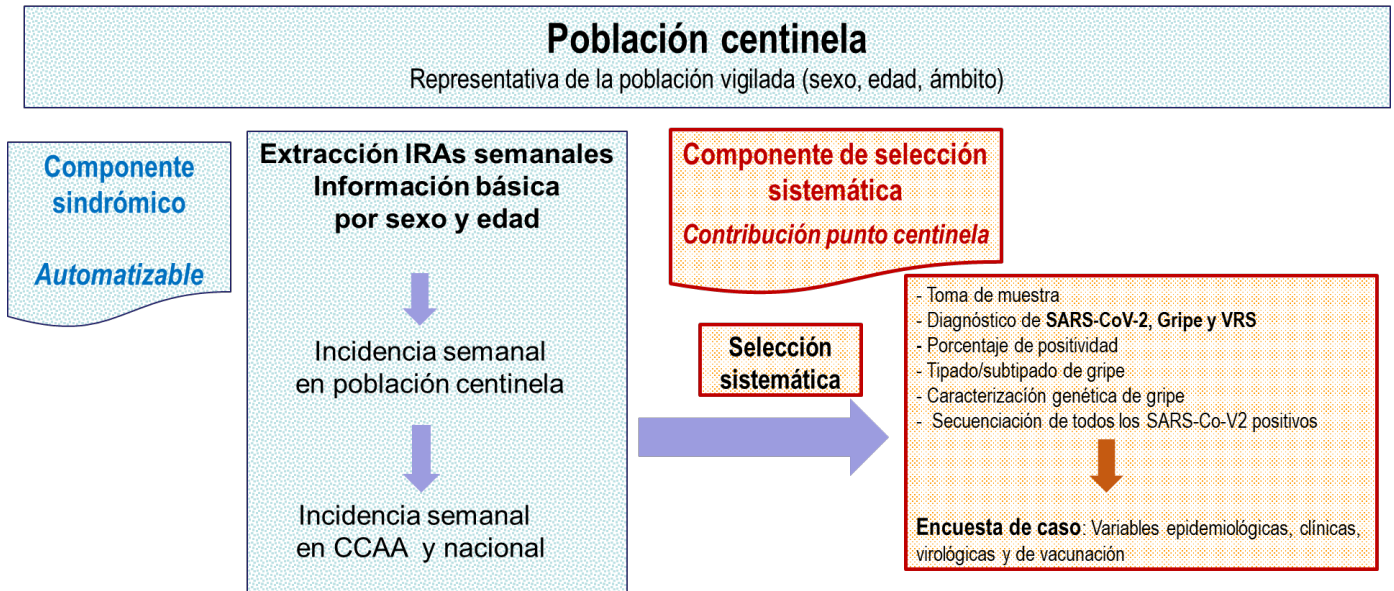 Población centinela
Representativa de la población vigilada (sexo, edad, ámbito)
Componente
sindrómico
Automatizable
Extracción IRAs semanales
Información básica
por sexo y edad
Incidencia semanal
en población centinela
Incidencia semanal
en CCAA y nacional
Componente de selección
sistemática
Contribución punto centinela
Selección
sistemática
- Toma de muestra
- Diagnóstico de SARS-CoV-2, Gripe y VRS
- Porcentaje de positividad
- Tipado/subtipado de gripe
- Caracterizacíón genética de gripe
- Secuenciación de todos los SARS-Co-V2 positivos
Encuesta de caso: Variables epidemiológicas, clínicas,
virológicas y de vacunación